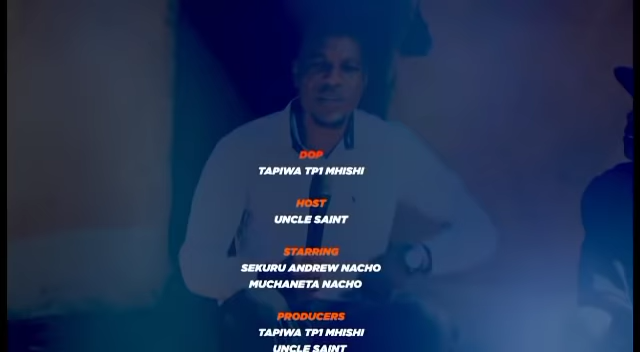 DOP
TAPIWA TP1 MHISHI
HOST
UNCLE SAINT
STARRING
SEKURU ANDREW NACHO
MUCHANETA NACHO
PRODUCERS
TAPIWA TP1 MHISHI
UNCLE SAINT